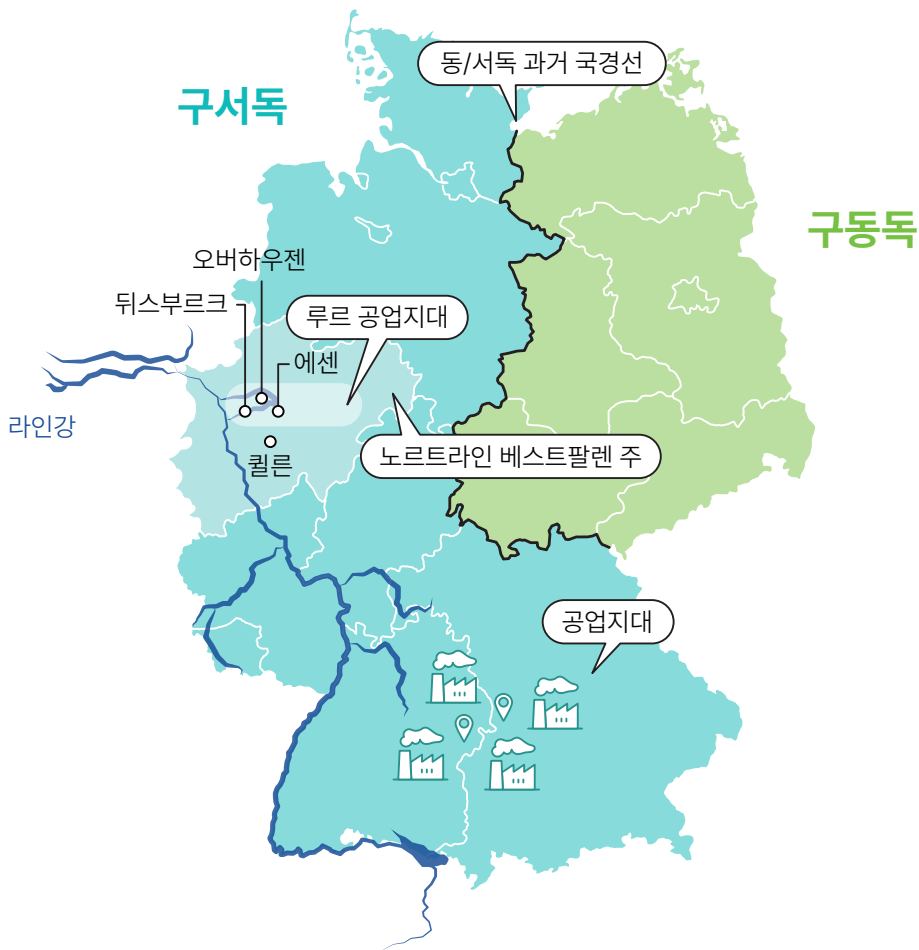 동/서독 과거 국경선
구서독
구동독
오버하우젠
뒤스부르크
루르 공업지대
에센
라인강
노르트라인 베스트팔렌 주
퀼른
공업지대